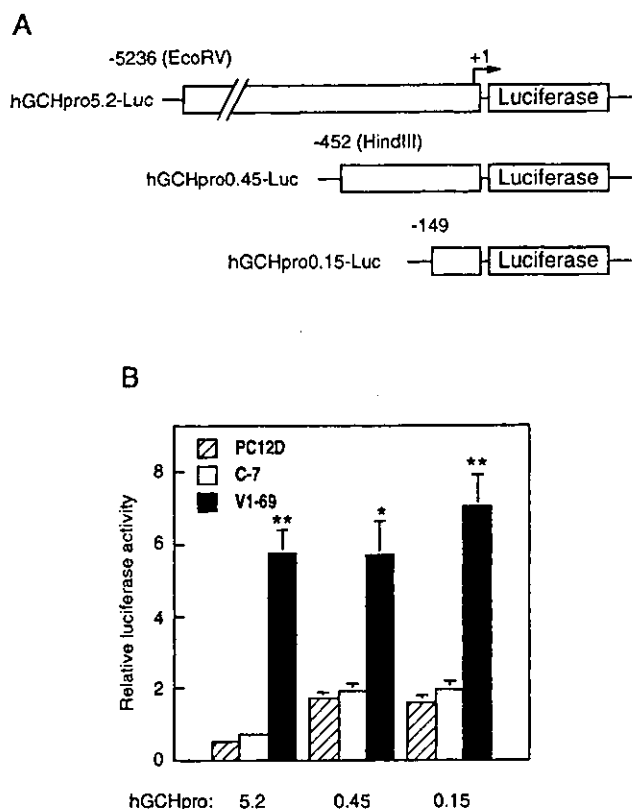 A
-5236 (EcoRV)
+1
hGCHpro5.2-Luc
Luciferase
-452 (HindIII)
hGCHpro0.45-Luc
Luciferase
-149
hGCHpro0.15-Luc
Luciferase
B
PC12D
C-7
V1-69
**
*
**
8
6
4
2
0
Relative luciferase activity
hGCHpro: 5.2 0.45 0.15